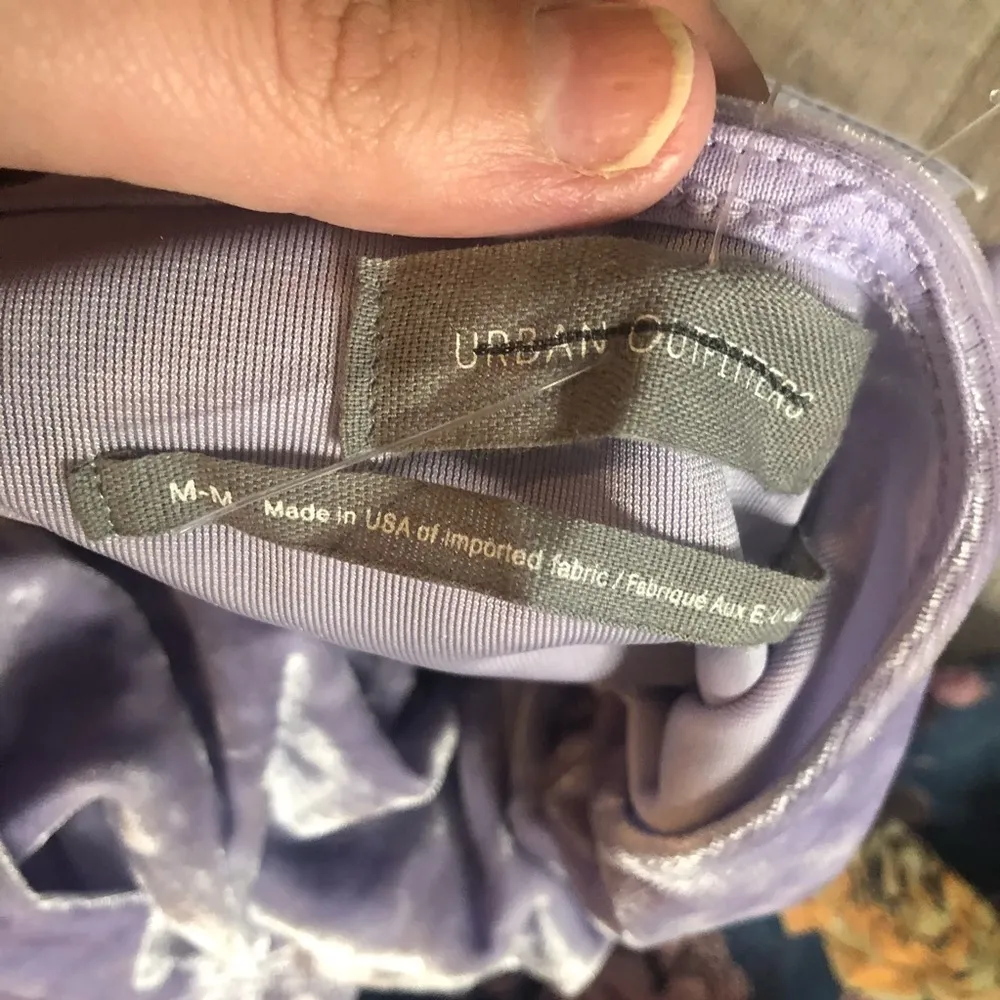 URBAN OUTFITTERS
M-M Made in USA of imported fabric / Fabriqué Aux É.-U